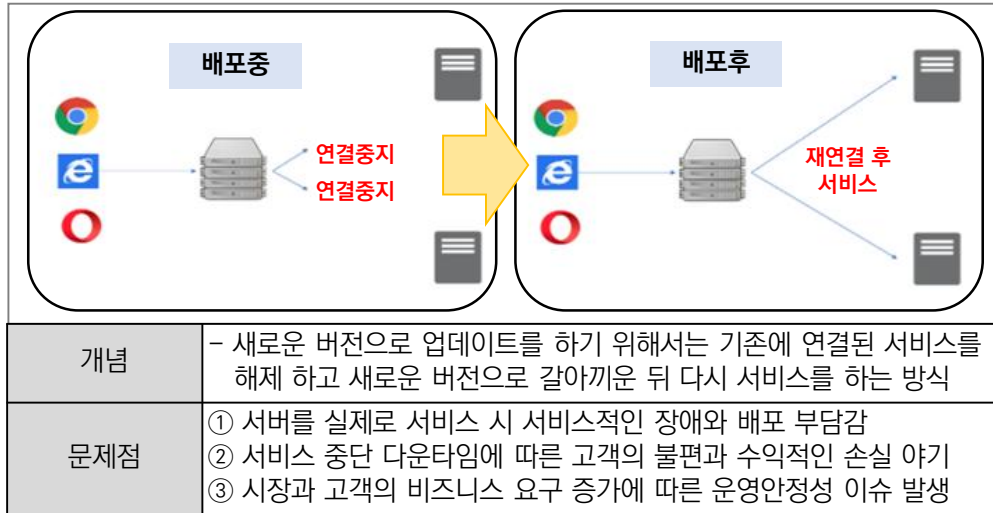 배포중
연결중지
연결중지
배포후
재연결 후
서비스
개념
- 새로운 버전으로 업데이트를 하기 위해서는 기존에 연결된 서비스를
해제 하고 새로운 버전으로 갈아끼운 뒤 다시 서비스를 하는 방식
문제점
① 서버를 실제로 서비스 시 서비스적인 장애와 배포 부담감
② 서비스 중단 다운타임에 따른 고객의 불편과 수익적인 손실 야기
③ 시장과 고객의 비즈니스 요구 증가에 따른 운영안정성 이슈 발생